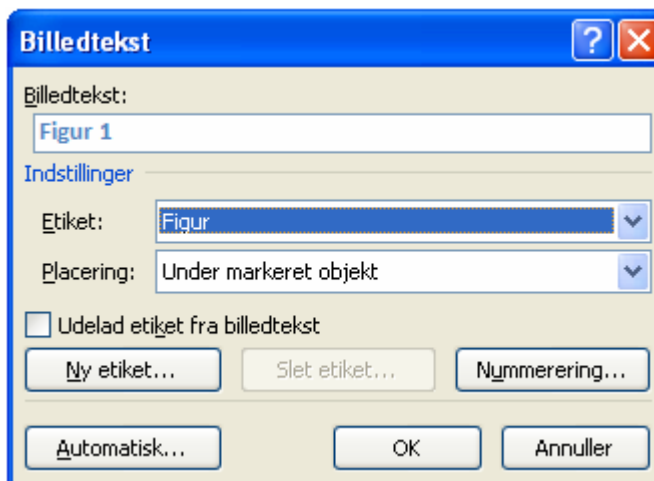 Billedtekst
Billedtekst:
Figur 1
Indstillinger
Etiket: Figur
Placering: Under markeret objekt
Udelad etiket fra billedtekst
Ny etiket... Slet etiket... Nummerering...
Automatisk... OK Annuller